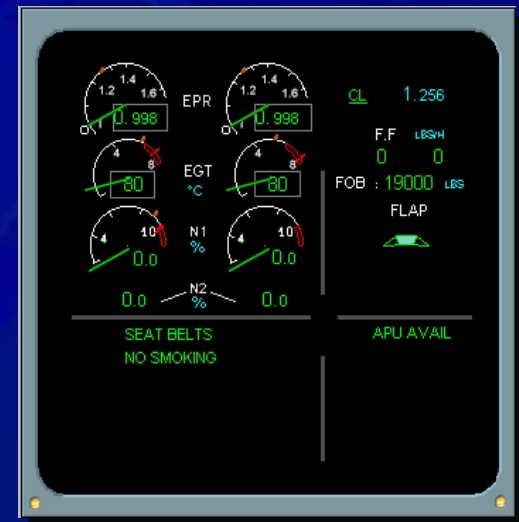 1.2 1.4 1.6 1.2 1.4 1.6
1 0.998 EPR 1 0.998
CL 1.256
F.F LBS/H
0 0
4 8 EGT 4 8
80 °C 80
FOB : 19000 LBS
FLAP
4 10 N1 4 10
0.0 % 0.0
0.0 N2 0.0
%
SEAT BELTS APU AVAIL
NO SMOKING